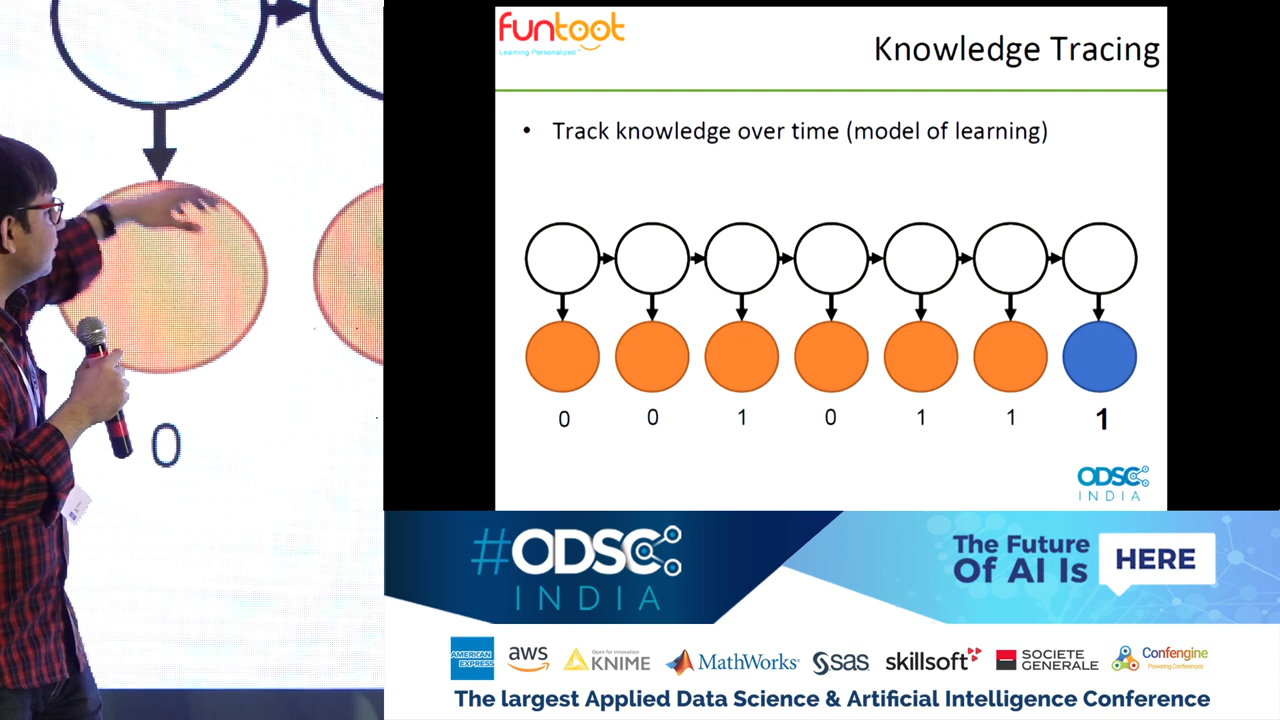 0
funtoot
Learning Personalized
Knowledge Tracing
• Track knowledge over time (model of learning)
0 0 1 0 1 1 1
ODSC
INDIA
#ODSC
INDIA
The Future
Of AI Is
HERE
AMERICAN
EXPRESS
aws
Open for Innovation
KNIME
MathWorks
SAS
skillsoft
SOCIETE
GENERALE
Confengine
Powering Conferences
The largest Applied Data Science & Artificial Intelligence Conference